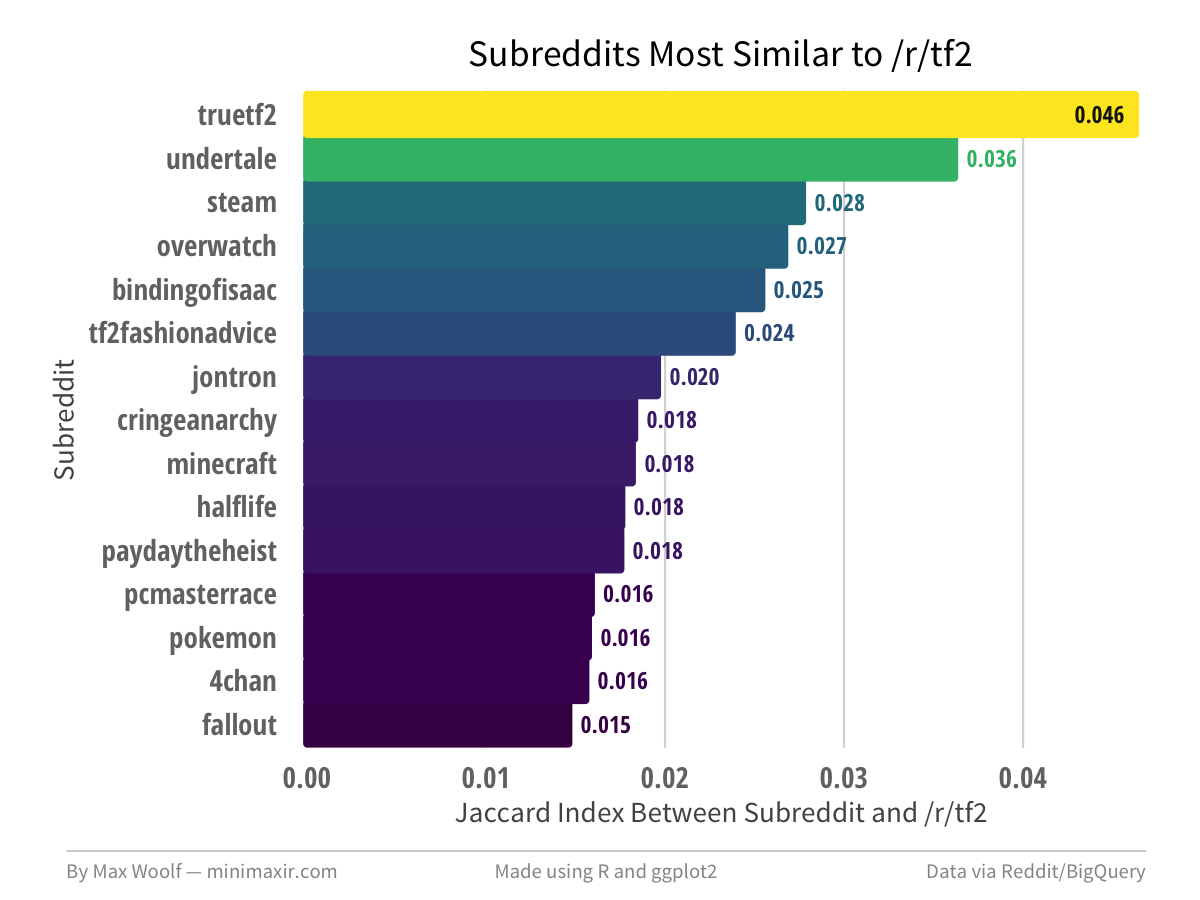 Subreddits Most Similar to /r/tf2
truetf2 0.046
undertale 0.036
steam 0.028
overwatch 0.027
bindingofisaac 0.025
tf2fashionadvice 0.024
jontron 0.020
cringeanarchy 0.018
minecraft 0.018
halflife 0.018
paydaytheheist 0.018
pcmasterrace 0.016
pokemon 0.016
4chan 0.016
fallout 0.015
Subreddit
0.00 0.01 0.02 0.03 0.04
Jaccard Index Between Subreddit and /r/tf2
By Max Woolf — minimaxir.com Made using R and ggplot2 Data via Reddit/BigQuery